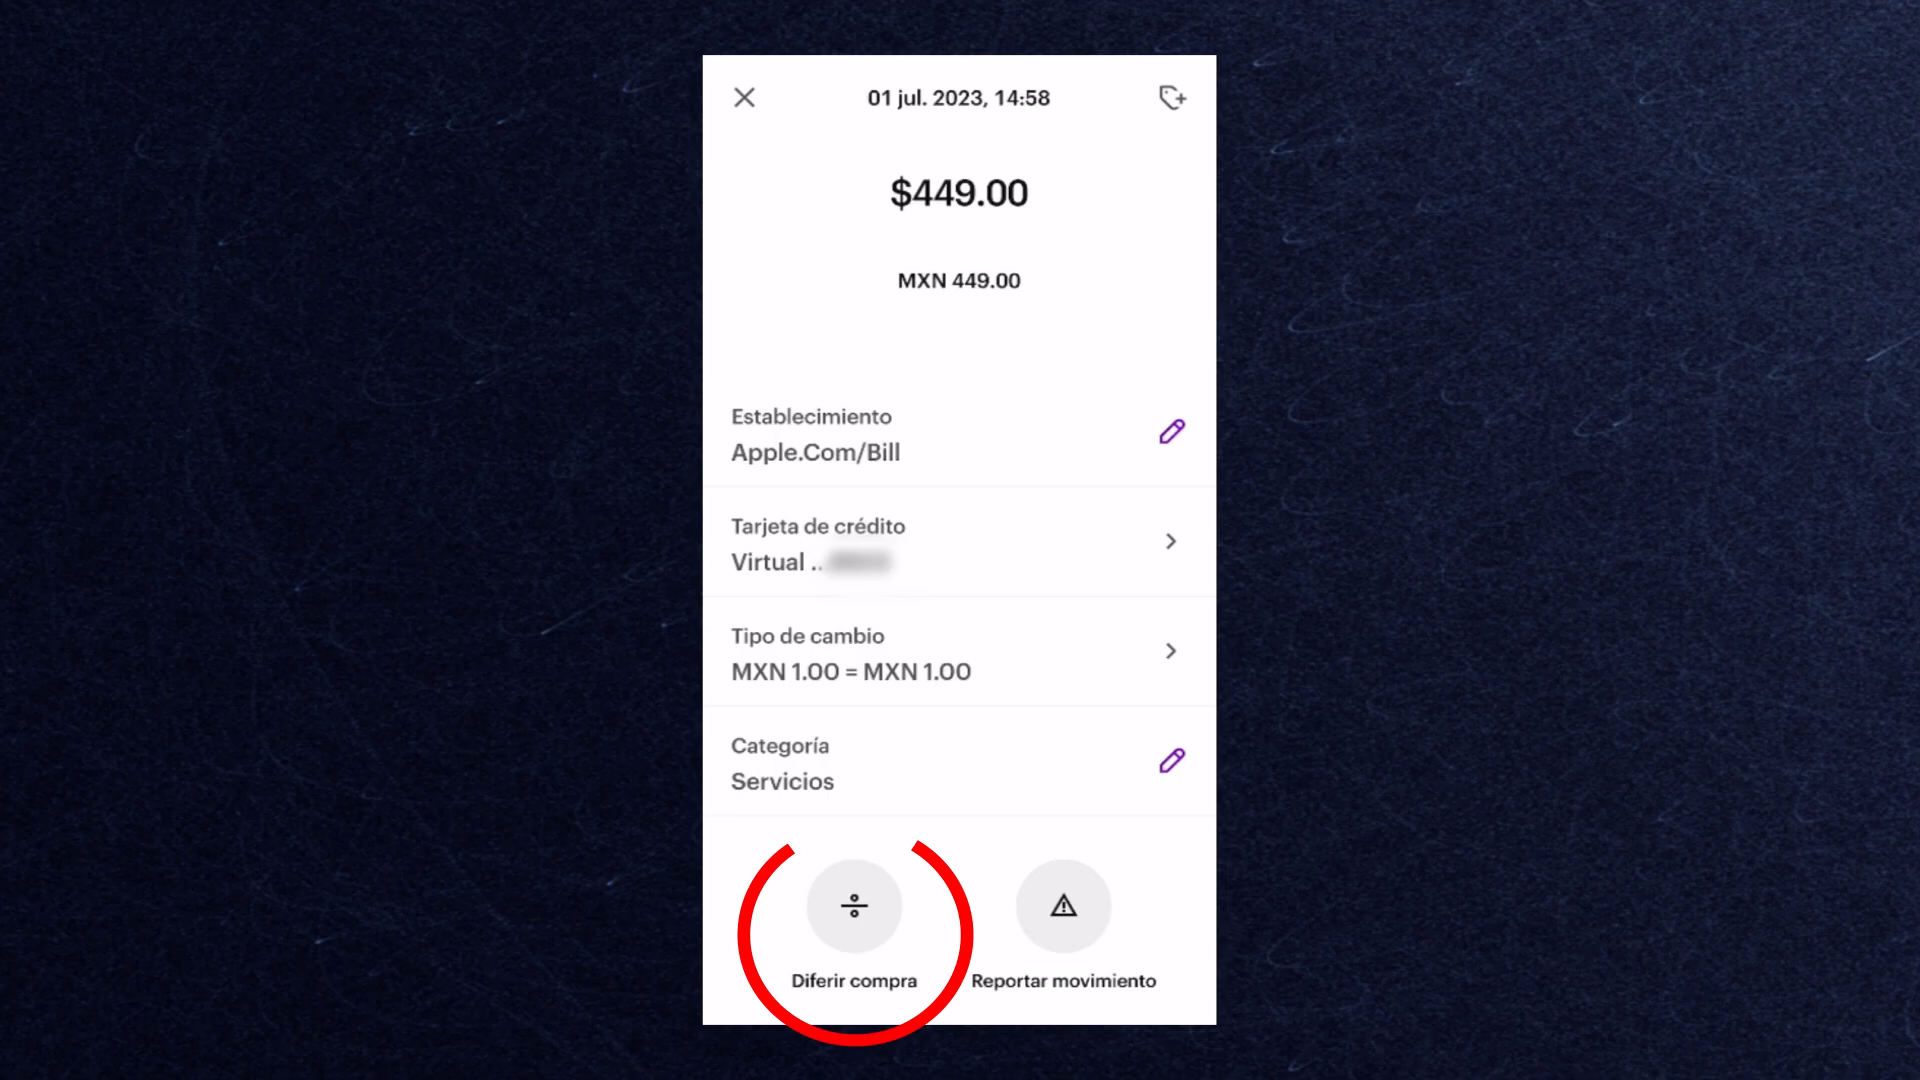 01 jul. 2023, 14:58
$449.00
MXN 449.00
Establecimiento
Apple.Com/Bill
Tarjeta de crédito
Virtual ..
Tipo de cambio
MXN 1.00 = MXN 1.00
Categoría
Servicios
Diferir compra
Reportar movimiento